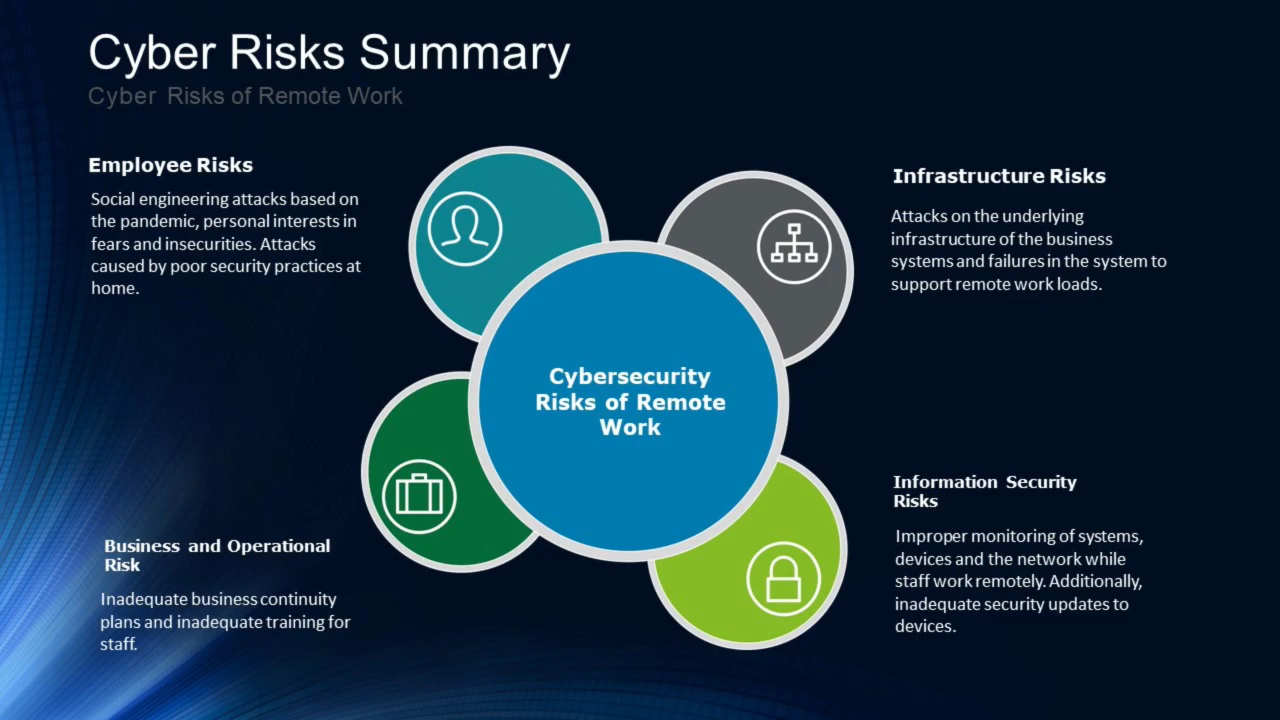 Cyber Risks Summary
Cyber Risks of Remote Work
Employee Risks
Social engineering attacks based on
the pandemic, personal interests in
fears and insecurities. Attacks
caused by poor security practices at
home.
Infrastructure Risks
Attacks on the underlying
infrastructure of the business
systems and failures in the system to
support remote work loads.
Cybersecurity
Risks of Remote
Work
Business and Operational
Risk
Inadequate business continuity
plans and inadequate training for
staff.
Information Security
Risks
Improper monitoring of systems,
devices and the network while
staff work remotely. Additionally,
inadequate security updates to
devices.